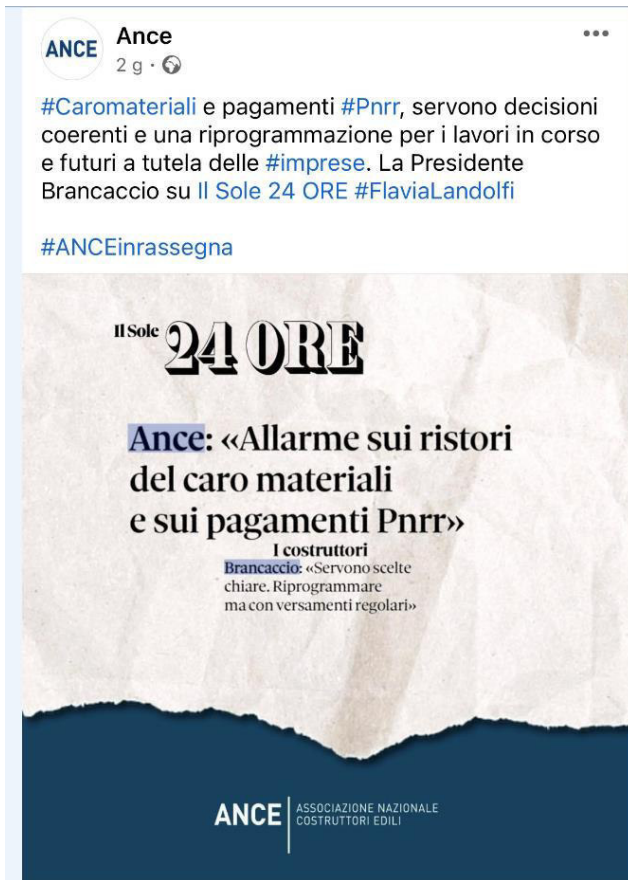 ANCE
Ance
2 g ·
#Caromateriali e pagamenti #Pnrr, servono decisioni
coerenti e una riprogrammazione per i lavori in corso
e futuri a tutela delle #imprese. La Presidente
Brancaccio su Il Sole 24 ORE #FlaviaLandolfi
#ANCEinrassegna
Il Sole 24 ORE
Ance: «Allarme sui ristori
del caro materiali
e sui pagamenti Pnrr»
I costruttori
Brancaccio: «Servono scelte
chiare. Riprogrammare
ma con versamenti regolari»
ANCE
ASSOCIAZIONE NAZIONALE
COSTRUTTORI EDILI